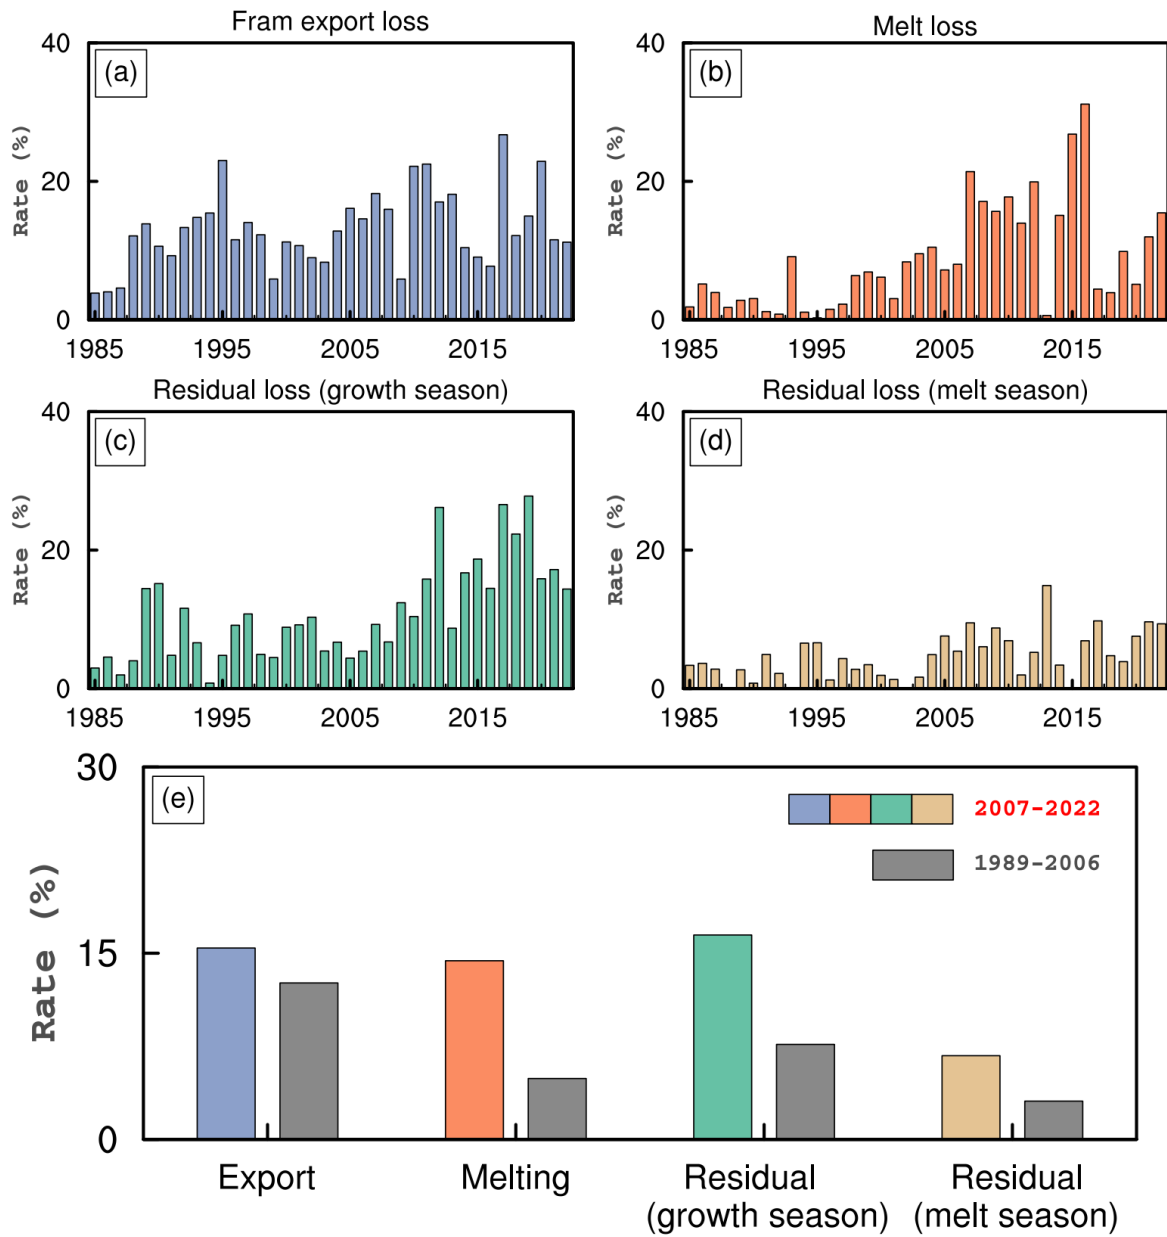 Fram export loss
(a)
Rate (%)
40
20
0
1985 1995 2005 2015
Melt loss
(b)
Rate (%)
40
20
0
1985 1995 2005 2015
Residual loss (growth season)
(c)
Rate (%)
40
20
0
1985 1995 2005 2015
Residual loss (melt season)
(d)
Rate (%)
40
20
0
1985 1995 2005 2015
(e)
Rate (%)
30
15
0
2007-2022
1989-2006
Export Melting Residual Residual
(growth season) (melt season)